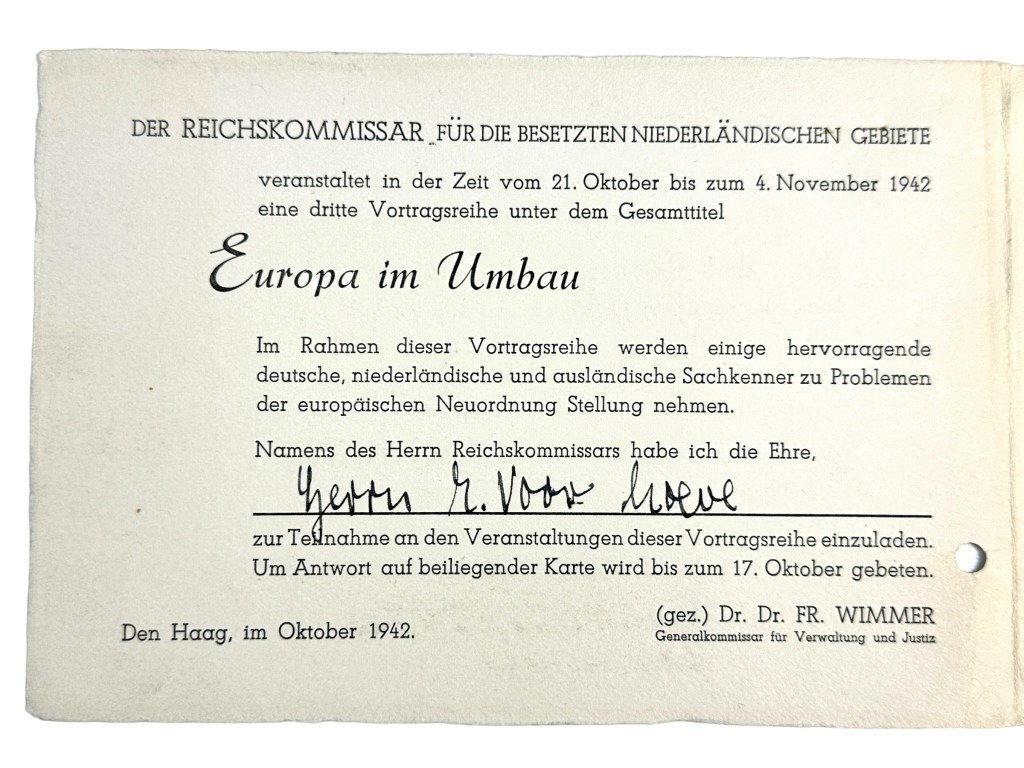 DER REICHSKOMMISSAR FÜR DIE BESETZTEN NIEDERLÄNDISCHEN GEBIETE
veranstaltet in der Zeit vom 21. Oktober bis zum 4. November 1942
eine dritte Vortragsreihe unter dem Gesamttitel
Europa im Umbau
Im Rahmen dieser Vortragsreihe werden einige hervorragende
deutsche, niederländische und ausländische Sachkenner zu Problemen
der europäischen Neuordnung Stellung nehmen.
Namens des Herrn Reichskommissars habe ich die Ehre,
Herrn E. Voor hoeve
zur Teilnahme an den Veranstaltungen dieser Vortragsreihe einzuladen.
Um Antwort auf beiliegender Karte wird bis zum 17. Oktober gebeten.
(gez.) Dr. Dr. FR. WIMMER
Den Haag, im Oktober 1942.
Generalkommissar für Verwaltung und Justiz